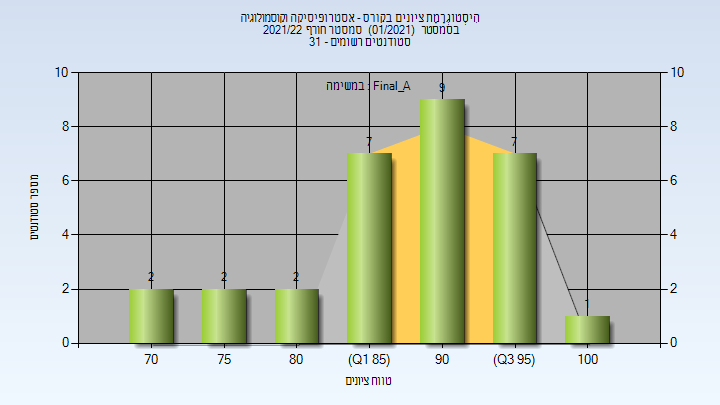 הִיסְטוֹגְרָמַת ציונים בקורס - אסטרופיסיקה וקוסמולוגיה
בסמסטר (01/2021) סמסטר חורף 2021/22
סטודנטים רשומים - 31
במשימה : Final_A
10 10
8 8
6 6
4 4
2 2
0 0
2 2 2 7 9 7 1
מספר סטודנטים
70 75 80 (Q1 85) 90 (Q3 95) 100
טווח ציונים